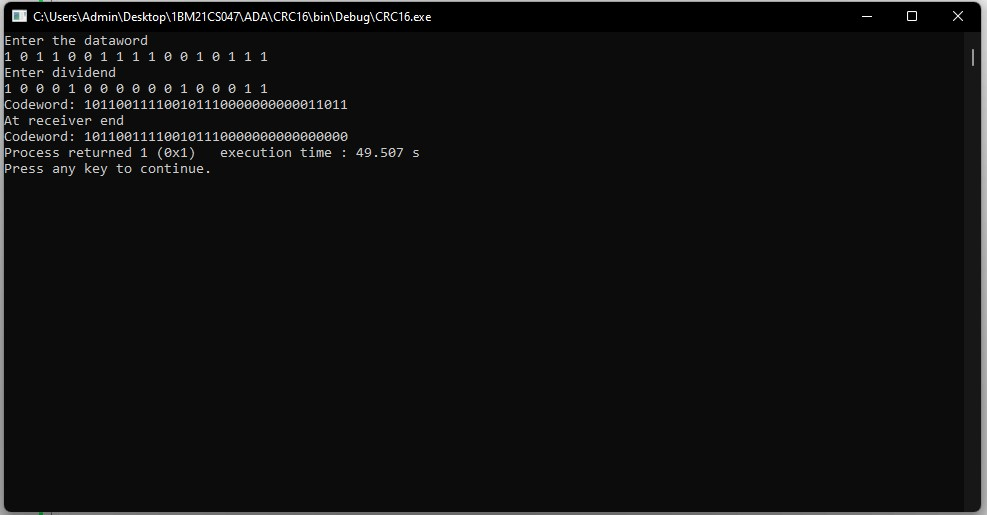 C:\Users\Admin\Desktop\1BM21CS047\ADA\CRC16\bin\Debug\CRC16.exe
Enter the dataword
1 0 1 1 0 0 1 1 1 1 0 0 1 0 1 1 1
Enter dividend
1 0 0 0 1 0 0 0 0 0 0 1 0 0 0 1 1
Codeword: 101100111100101110000000000011011
At receiver end
Codeword: 101100111100101110000000000000000
Process returned 1 (0x1)   execution time : 49.507 s
Press any key to continue.